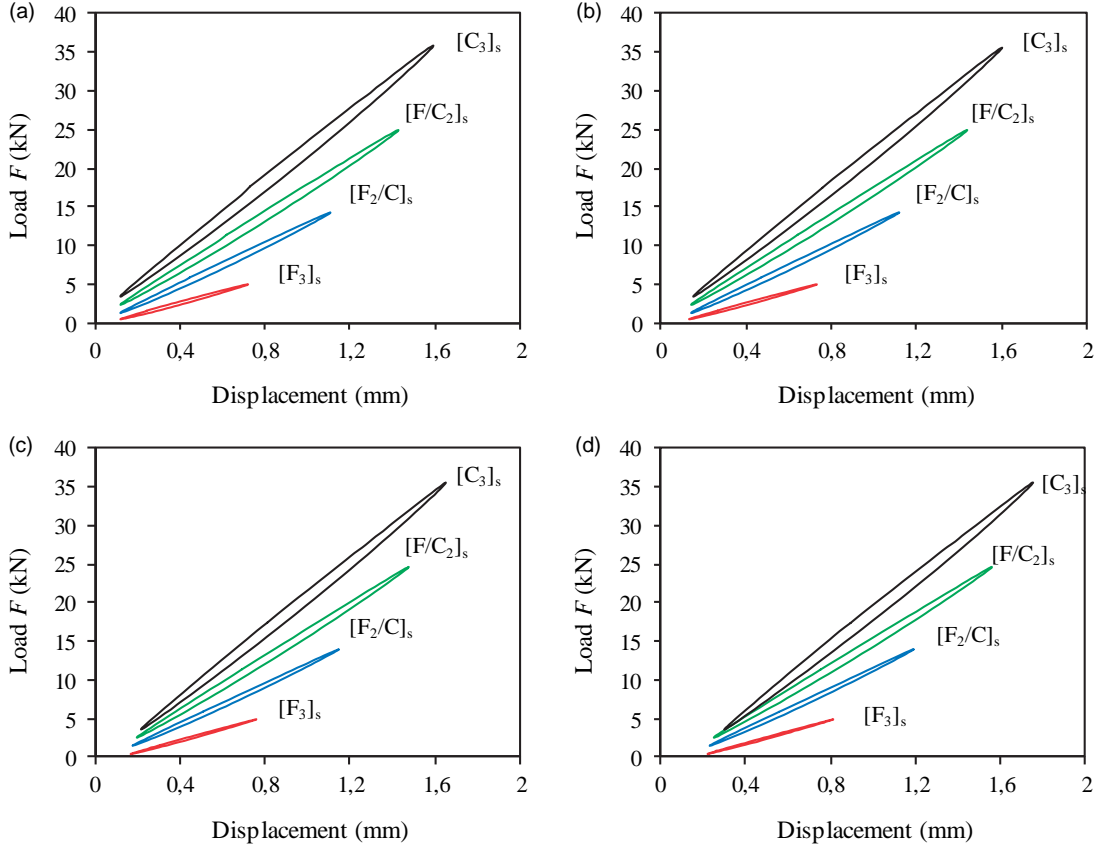 (a)
40
35
30
25
20
15
10
5
0
Load F (kN)
[C₃]ₛ
[F/C₂]ₛ
[F₂/C]ₛ
[F₃]ₛ
0 0,4 0,8 1,2 1,6 2
Displacement (mm)
(b)
40
35
30
25
20
15
10
5
0
Load F (kN)
[C₃]ₛ
[F/C₂]ₛ
[F₂/C]ₛ
[F₃]ₛ
0 0,4 0,8 1,2 1,6 2
Displacement (mm)
(c)
40
35
30
25
20
15
10
5
0
Load F (kN)
[C₃]ₛ
[F/C₂]ₛ
[F₂/C]ₛ
[F₃]ₛ
0 0,4 0,8 1,2 1,6 2
Displacement (mm)
(d)
40
35
30
25
20
15
10
5
0
Load F (kN)
[C₃]ₛ
[F/C₂]ₛ
[F₂/C]ₛ
[F₃]ₛ
0 0,4 0,8 1,2 1,6 2
Displacement (mm)